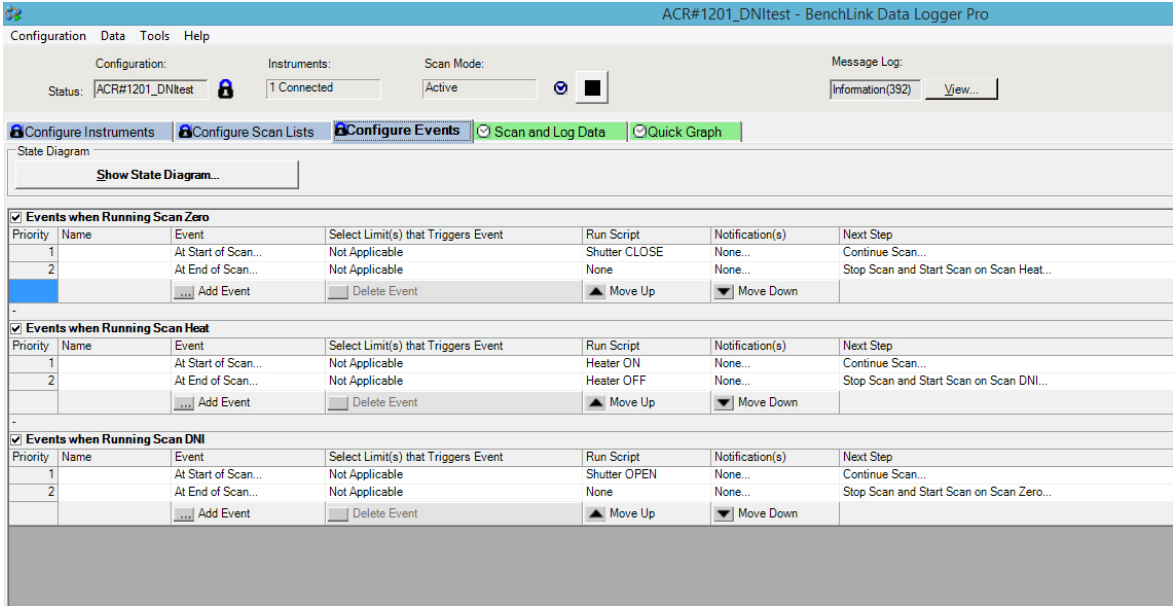 ACR#1201_DNItest - BenchLink Data Logger Pro
Configuration Data Tools Help
Configuration: Instruments: Scan Mode: Message Log:
Status: ACR#1201_DNItest 1 Connected Active Information(392) View...
Configure Instruments Configure Scan Lists Configure Events Scan and Log Data Quick Graph
State Diagram
Show State Diagram...
Events when Running Scan Zero
Priority Name Event Select Limit(s) that Triggers Event Run Script Notification(s) Next Step
1 At Start of Scan... Not Applicable Shutter CLOSE None... Continue Scan...
2 At End of Scan... Not Applicable None None... Stop Scan and Start Scan on Scan Heat...
... Add Event Delete Event Move Up Move Down
-
Events when Running Scan Heat
Priority Name Event Select Limit(s) that Triggers Event Run Script Notification(s) Next Step
1 At Start of Scan... Not Applicable Heater ON None... Continue Scan...
2 At End of Scan... Not Applicable Heater OFF None... Stop Scan and Start Scan on Scan DNI...
... Add Event Delete Event Move Up Move Down
-
Events when Running Scan DNI
Priority Name Event Select Limit(s) that Triggers Event Run Script Notification(s) Next Step
1 At Start of Scan... Not Applicable Shutter OPEN None... Continue Scan...
2 At End of Scan... Not Applicable None None... Stop Scan and Start Scan on Scan Zero...
... Add Event Delete Event Move Up Move Down